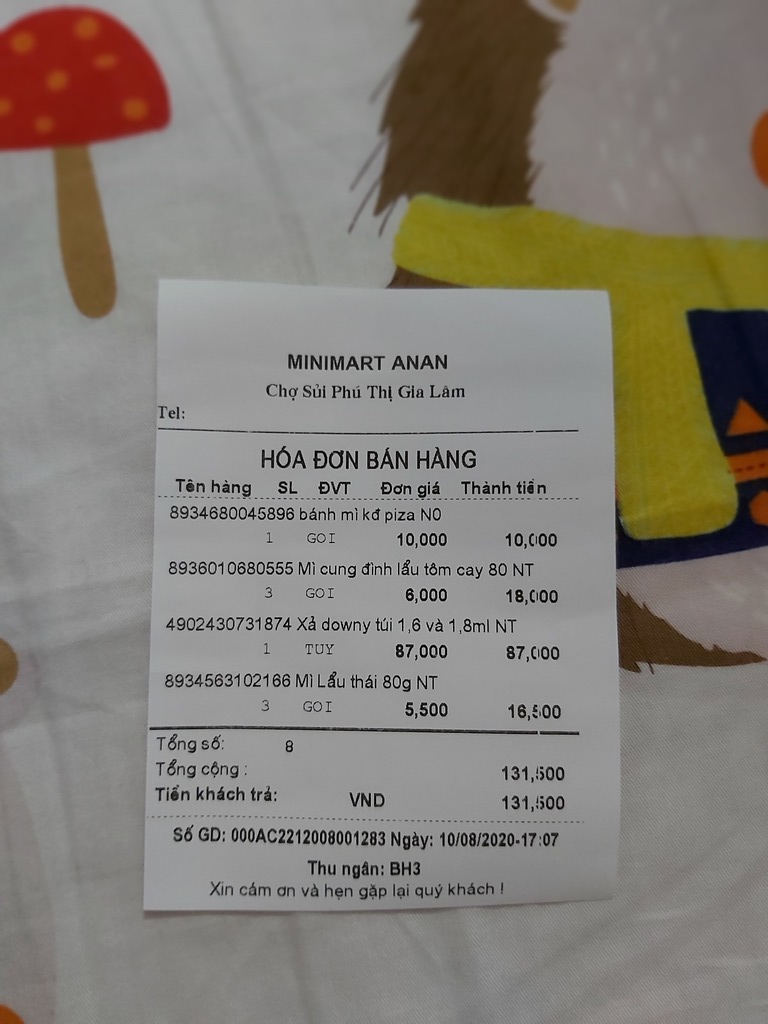 MINIMART ANAN
Chợ Sủi Phú Thị Gia Lâm
Tel:
HÓA ĐƠN BÁN HÀNG
Tên hàng SL ĐVT Đơn giá Thành tiền
8934680045896 bánh mì kđ piza N0
1 GOI 10,000 10,000
8936010680555 Mì cung đình lẩu tôm cay 80 NT
3 GOI 6,000 18,000
4902430731874 Xả downy túi 1,6 và 1,8ml NT
1 TUY 87,000 87,000
8934563102166 Mì Lẩu thái 80g NT
3 GOI 5,500 16,500
Tổng số: 8
Tổng cộng : 131,500
Tiền khách trả: VND 131,500
Số GD: 000AC2212008001283 Ngày: 10/08/2020-17:07
Thu ngân: BH3
Xin cám ơn và hẹn gặp lại quý khách !